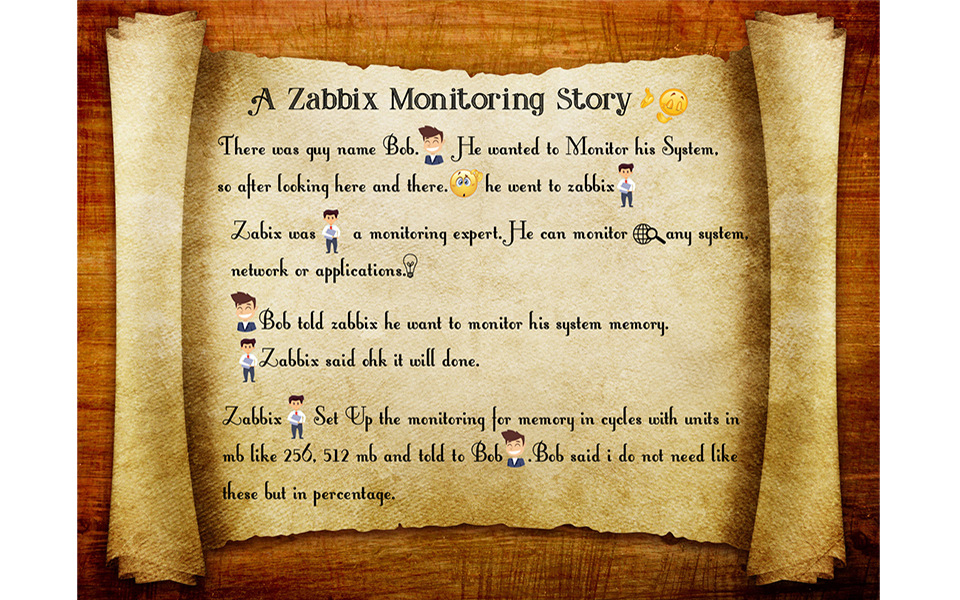 A Zabbix Monitoring Story
There was guy name Bob. He wanted to Monitor his System,
so after looking here and there. he went to zabbix
Zabix was a monitoring expert. He can monitor any system,
network or applications.
Bob told zabbix he want to monitor his system memory.
Zabbix said ohk it will done.
Zabbix Set Up the monitoring for memory in cycles with units in
mb like 256, 512 mb and told to Bob .Bob said i do not need like
these but in percentage.